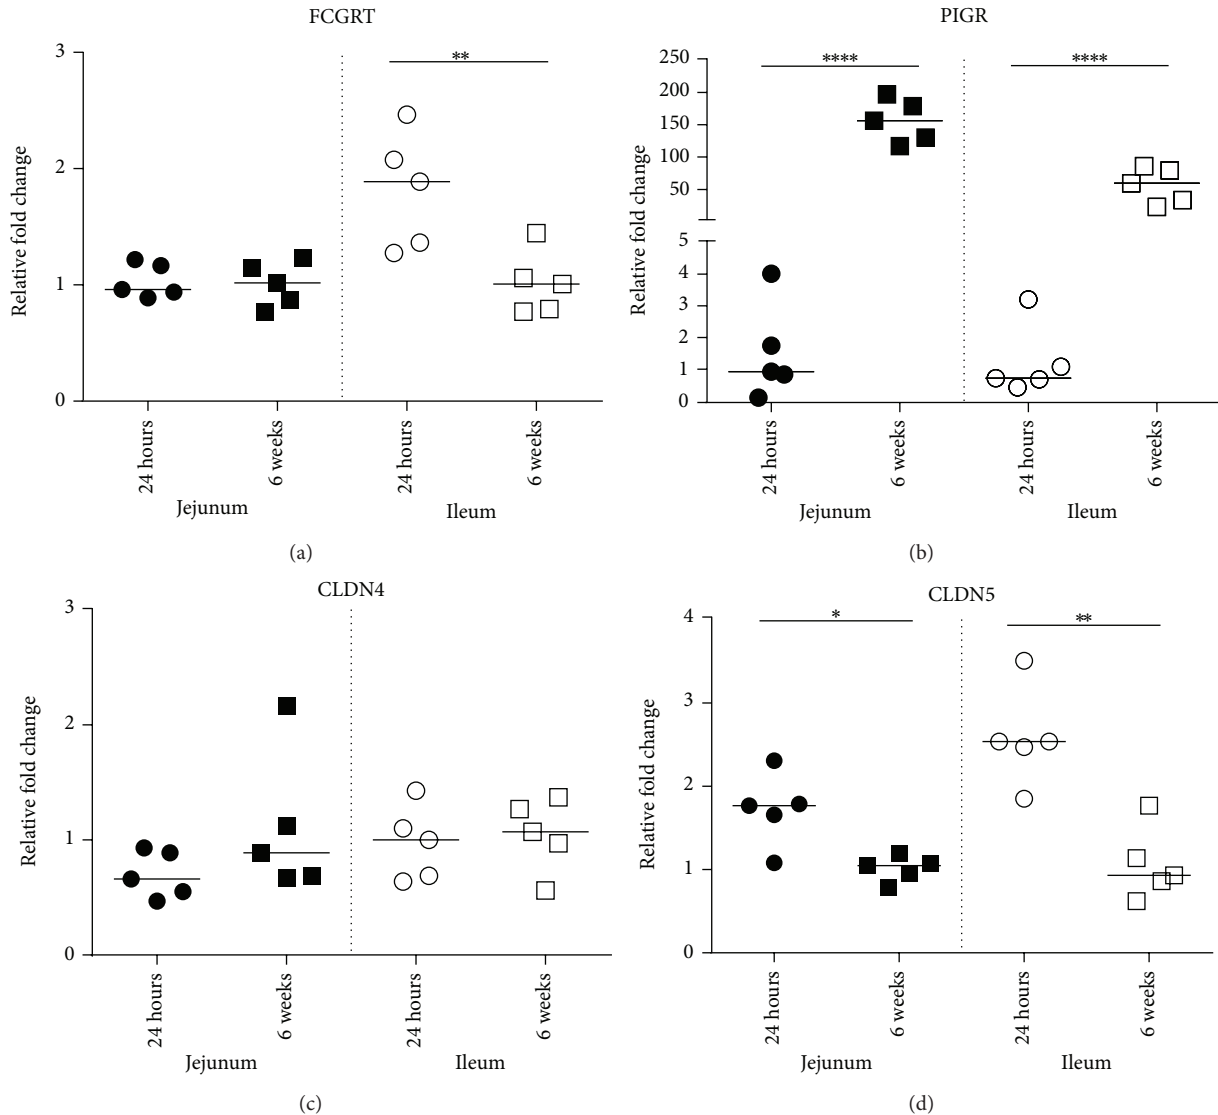 FCGRT
Relative fold change
3
2
1
0
**
24 hours
6 weeks
24 hours
6 weeks
Jejunum
Ileum
(a)
PIGR
Relative fold change
250
200
150
100
50
5
4
3
2
1
0
****
****
24 hours
6 weeks
24 hours
6 weeks
Jejunum
Ileum
(b)
CLDN4
Relative fold change
3
2
1
0
24 hours
6 weeks
24 hours
6 weeks
Jejunum
Ileum
(c)
CLDN5
Relative fold change
4
3
2
1
0
*
**
24 hours
6 weeks
24 hours
6 weeks
Jejunum
Ileum
(d)